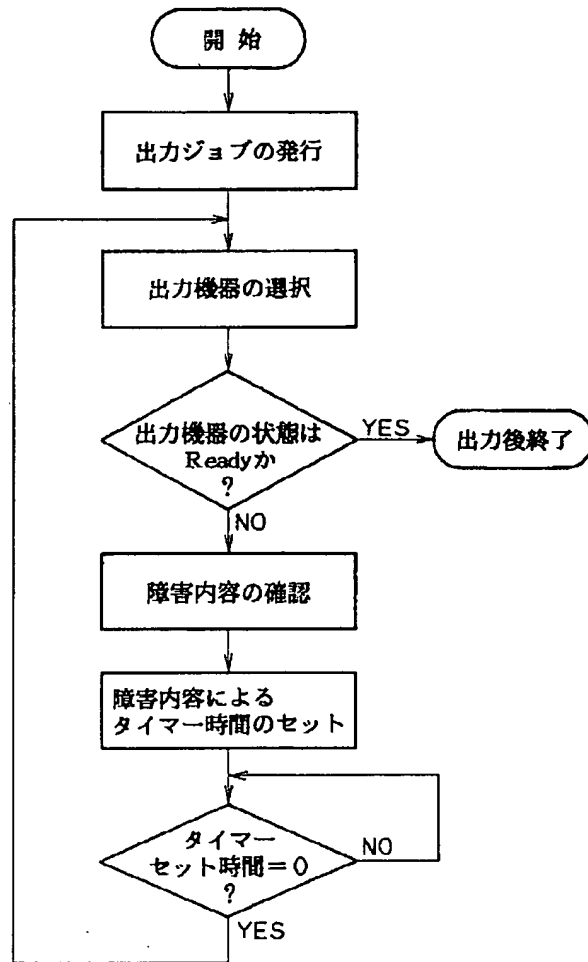 開始
出力ジョブの発行
出力機器の選択
出力機器の状態は
Readyか
?
YES
出力後終了
NO
障害内容の確認
障害内容による
タイマー時間のセット
タイマー
セット時間=0
?
NO
YES